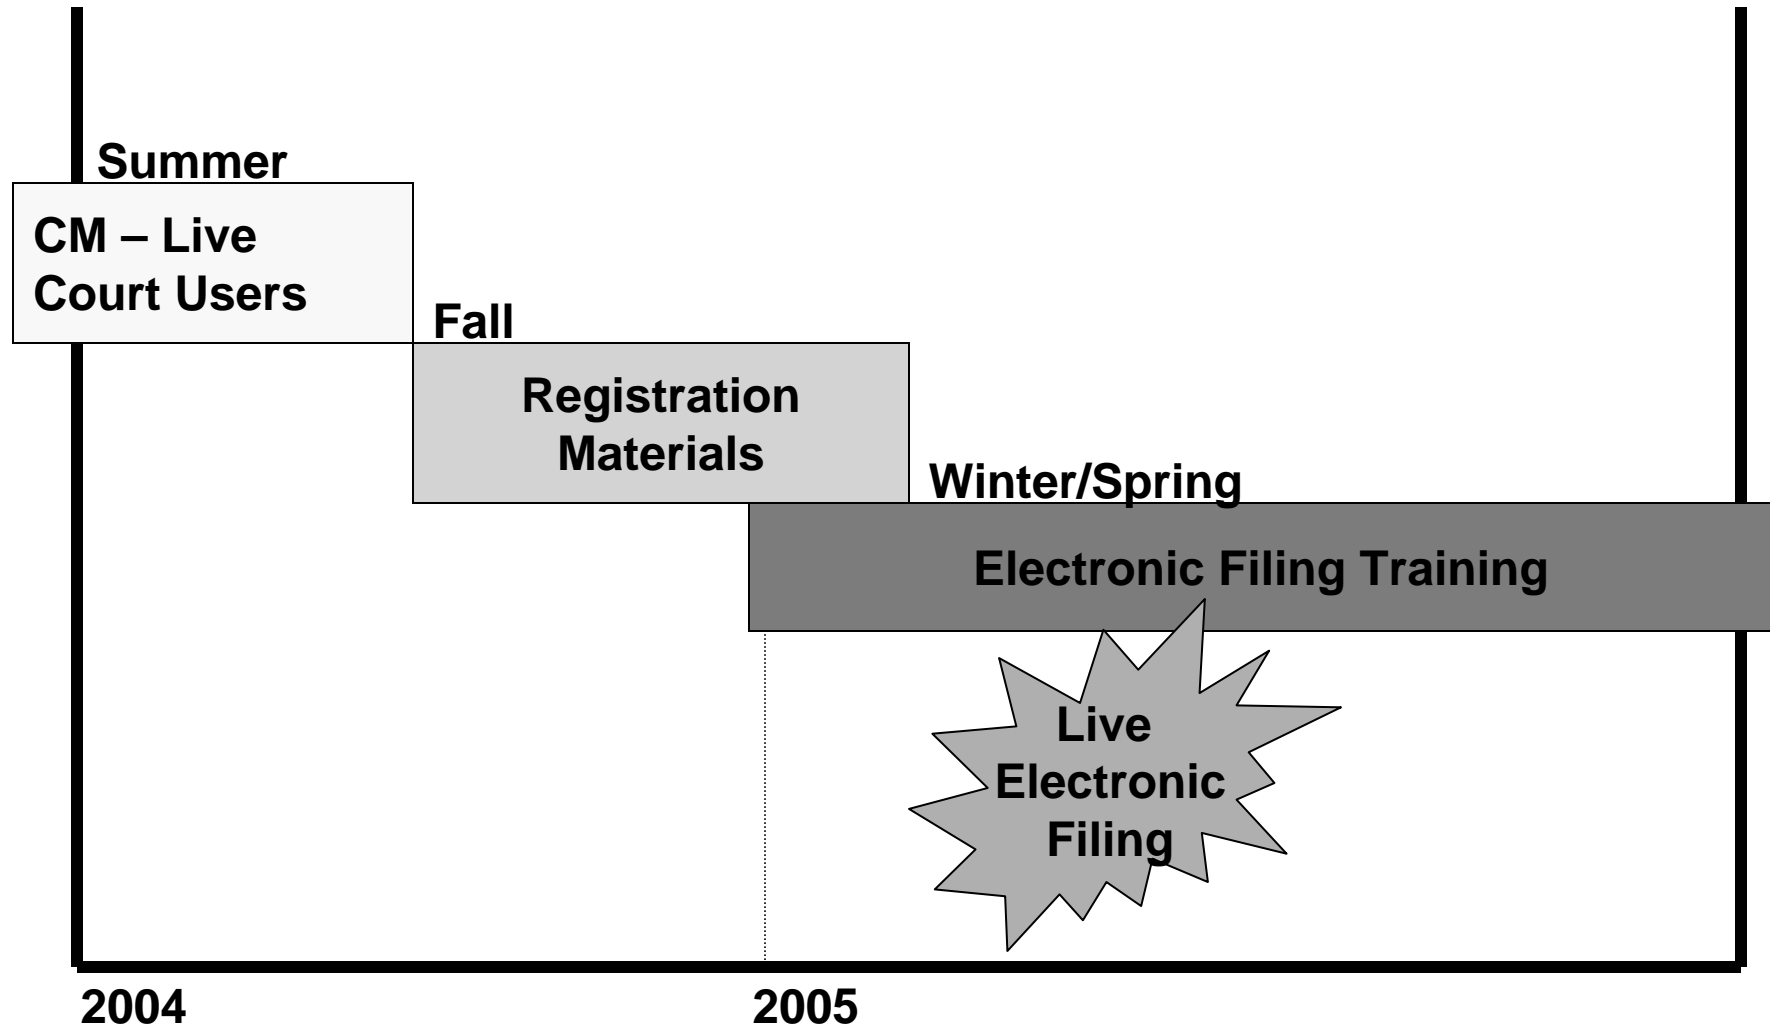 Summer
CM – Live
Court Users
Fall
Registration
Materials
Winter/Spring
Electronic Filing Training
Live
Electronic
Filing
2004
2005